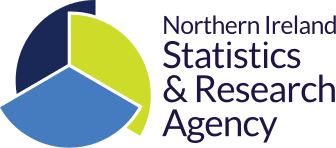 Northern Ireland
Statistics
& Research
Agency